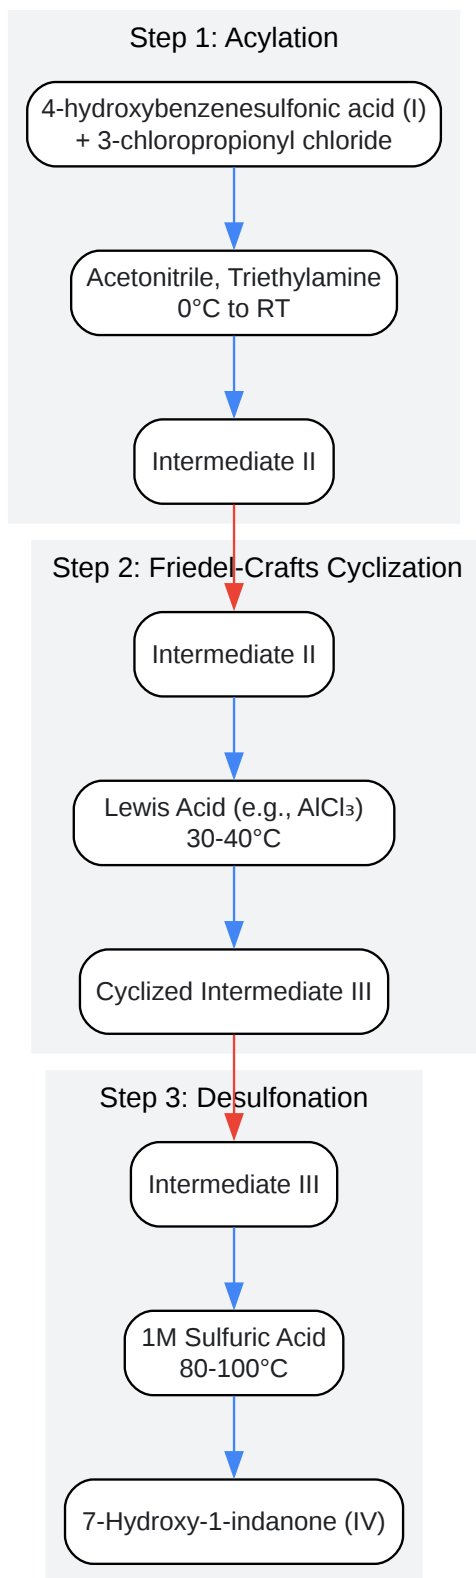 Step 1: Acylation
4-hydroxybenzenesulfonic acid (I)
+ 3-chloropropionyl chloride
Acetonitrile, Triethylamine
0°C to RT
Intermediate II
Step 2: Friedel-Crafts Cyclization
Intermediate II
Lewis Acid (e.g., AlCl₃)
30-40°C
Cyclized Intermediate III
Step 3: Desulfonation
Intermediate III
1M Sulfuric Acid
80-100°C
7-Hydroxy-1-indanone (IV)